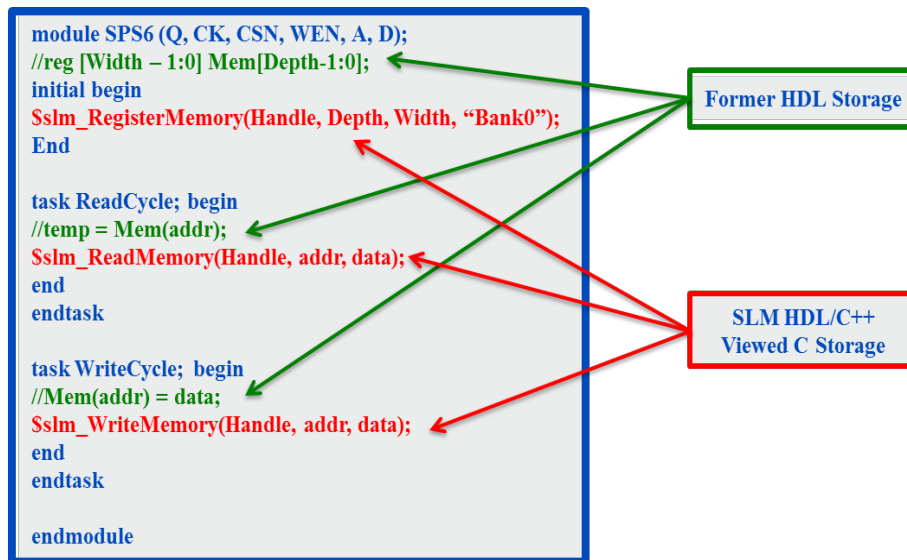 module SPS6 (Q, CK, CSN, WEN, A, D);
//reg [Width – 1:0] Mem[Depth-1:0];
initial begin
$slm_RegisterMemory(Handle, Depth, Width, “Bank0”);
End
task ReadCycle; begin
//temp = Mem(addr);
$slm_ReadMemory(Handle, addr, data);
end
endtask
task WriteCycle; begin
//Mem(addr) = data;
$slm_WriteMemory(Handle, addr, data);
end
endtask
endmodule
Former HDL Storage
SLM HDL/C++
Viewed C Storage